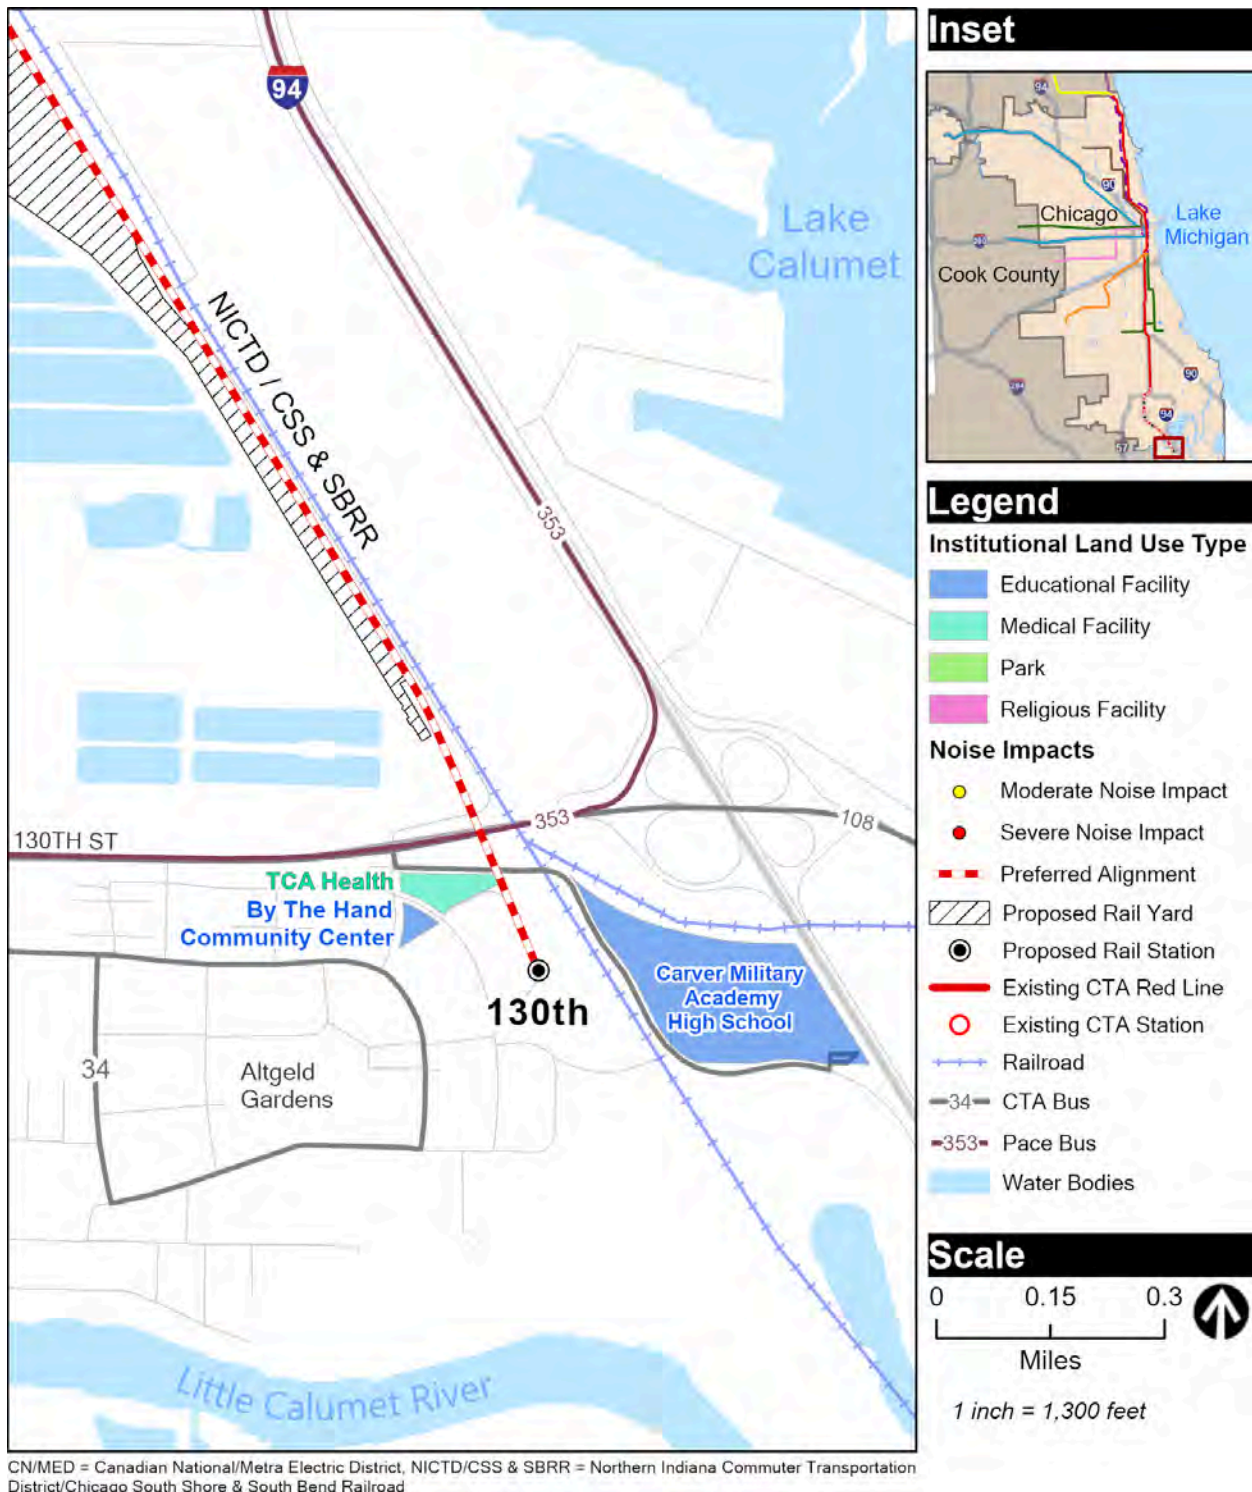 94
Lake
Calumet
NICTD / CSS & SBRR
353
353
108
130TH ST
TCA Health
By The Hand
Community Center
Carver Military
Academy
High School
130th
34
Altgeld
Gardens
Little Calumet River
Inset
94
90
Chicago
Lake
Michigan
Cook County
90
94
57
Legend
Institutional Land Use Type
Educational Facility
Medical Facility
Park
Religious Facility
Noise Impacts
Moderate Noise Impact
Severe Noise Impact
Preferred Alignment
Proposed Rail Yard
Proposed Rail Station
Existing CTA Red Line
Existing CTA Station
Railroad
34 CTA Bus
353 Pace Bus
Water Bodies
Scale
0 0.15 0.3
Miles
1 inch = 1,300 feet
CN/MED = Canadian National/Metra Electric District, NICTD/CSS & SBRR = Northern Indiana Commuter Transportation
District/Chicago South Shore & South Bend Railroad